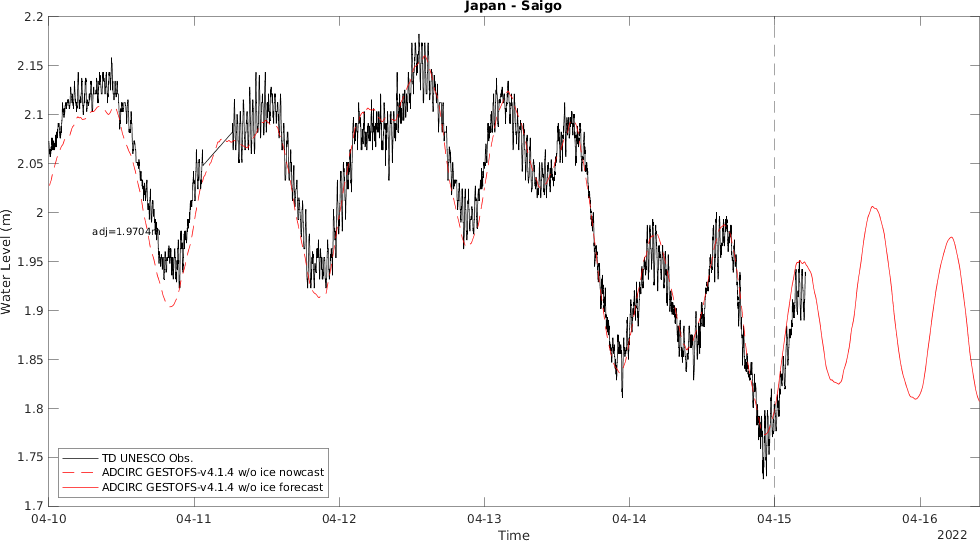 Japan - Saigo
2.2
2.15
2.1
2.05
2
1.95
1.9
1.85
1.8
1.75
1.7
Water Level (m)
adj=1.9704m
TD UNESCO Obs.
ADCIRC GESTOFS-v4.1.4 w/o ice nowcast
ADCIRC GESTOFS-v4.1.4 w/o ice forecast
04-10 04-11 04-12 04-13 04-14 04-15 04-16
Time
2022